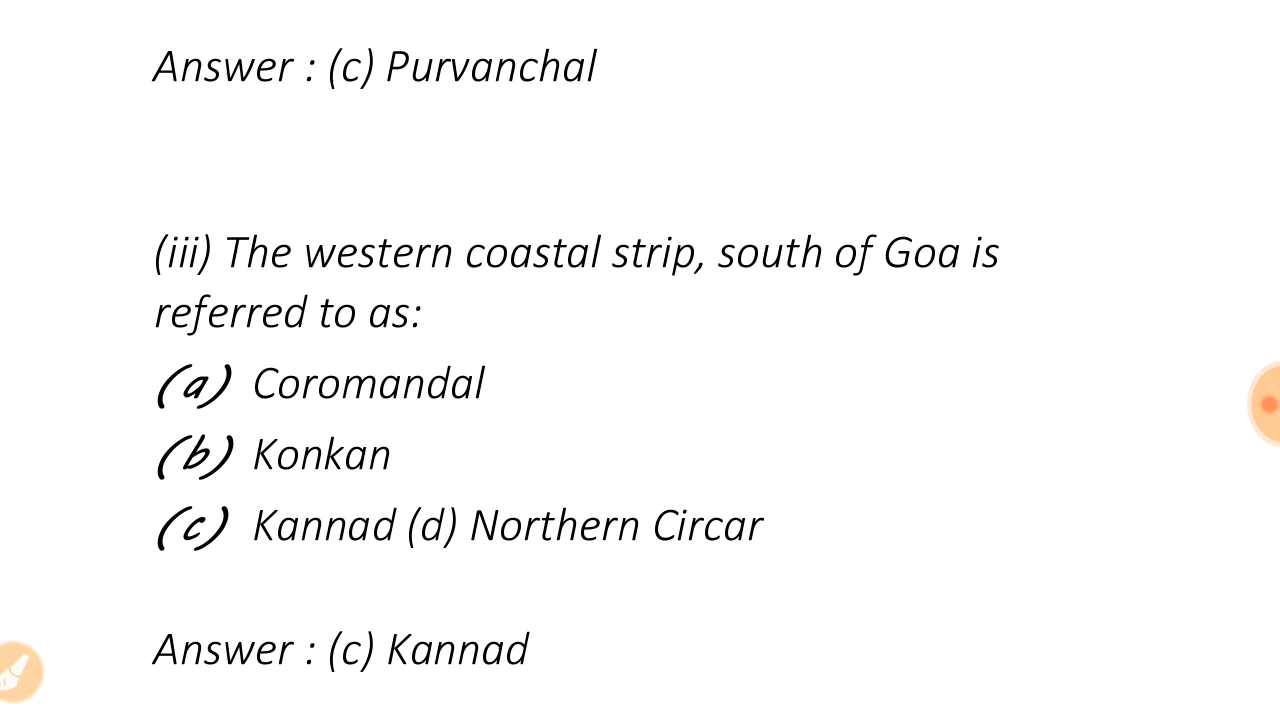 Answer : (c) Purvanchal
(iii) The western coastal strip, south of Goa is
referred to as:
(a) Coromandal
(b) Konkan
(c) Kannad (d) Northern Circar
Answer : (c) Kannad